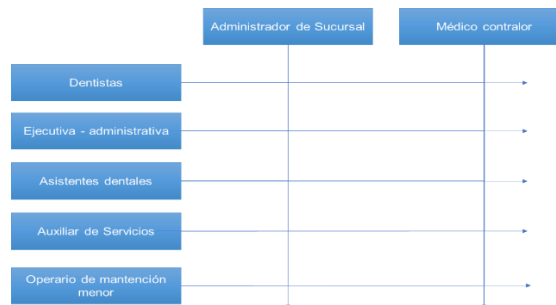 Administrador de Sucursal
Médico contralor
Dentistas
Ejecutiva - administrativa
Asistentes dentales
Auxiliar de Servicios
Operario de mantención
menor